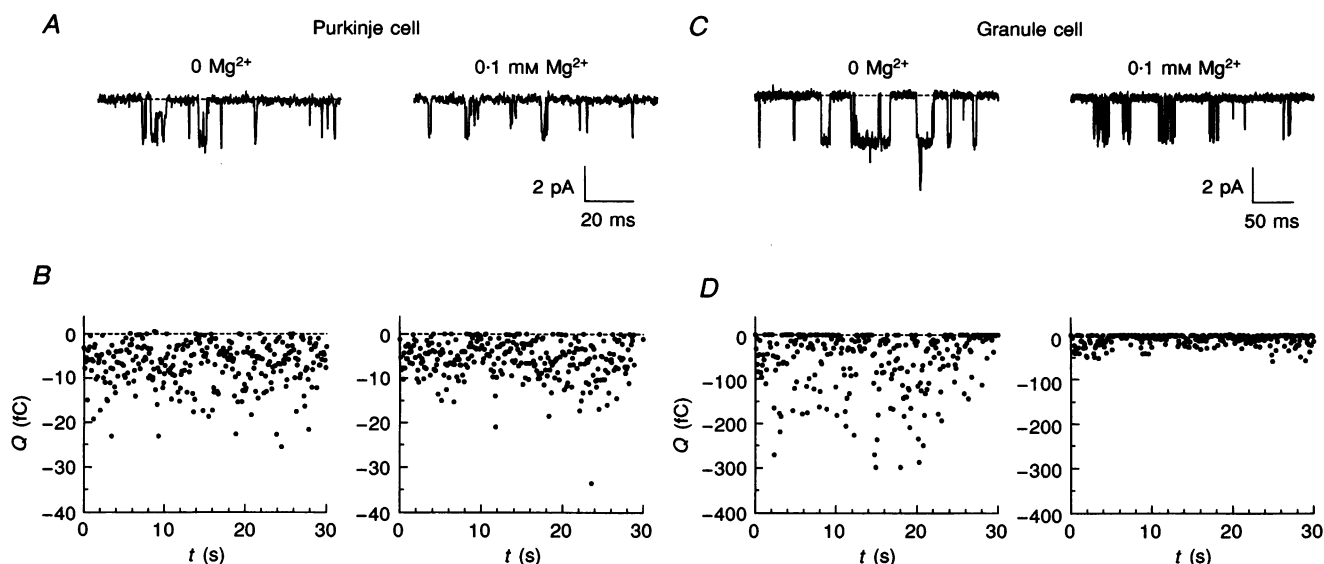 A
Purkinje cell
0 Mg²⁺
0·1 mM Mg²⁺
2 pA
20 ms
C
Granule cell
0 Mg²⁺
0·1 mM Mg²⁺
2 pA
50 ms
B
Q (fC)
0
−10
−20
−30
−40
0 10 20 30
t (s)
0
−10
−20
−30
−40
0 10 20 30
t (s)
D
Q (fC)
0
−100
−200
−300
−400
0 10 20 30
t (s)
0
−100
−200
−300
−400
0 10 20 30
t (s)